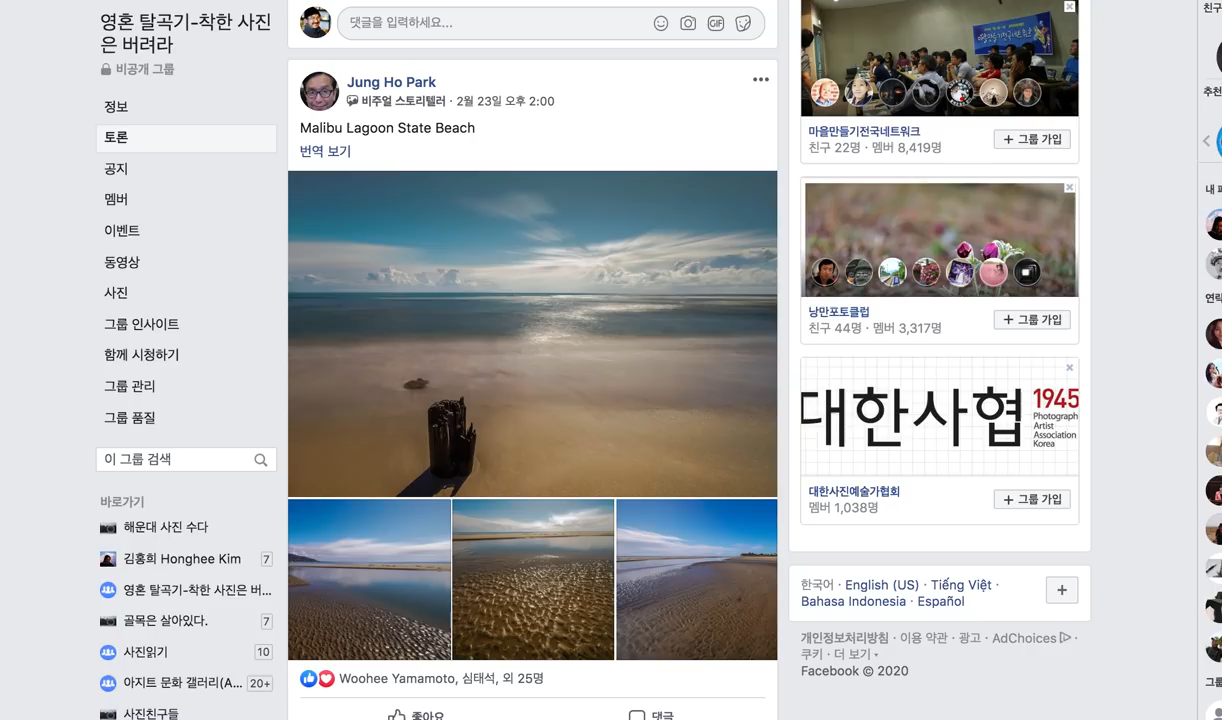 영혼 탈곡기-착한 사진
은 버려라
비공개 그룹
정보
토론
공지
멤버
이벤트
동영상
사진
그룹 인사이트
함께 시청하기
그룹 관리
그룹 품질
이 그룹 검색
바로가기
해운대 사진 수다
김홍희 Honghee Kim 7
영혼 탈곡기-착한 사진은 버...
골목은 살아있다. 7
사진읽기 10
아지트 문화 갤러리(A... 20+
사진친구들
댓글을 입력하세요...
GIF
Jung Ho Park
비주얼 스토리텔러 · 2월 23일 오후 2:00
Malibu Lagoon State Beach
번역 보기
Woohee Yamamoto, 심태석, 외 25명
좋아요 댓글
마을만들기전국네트워크
친구 22명 · 멤버 8,419명
+ 그룹 가입
낭만포토클럽
친구 44명 · 멤버 3,317명
+ 그룹 가입
대한사협
1945
Photograph
Artist
Association
Korea
대한사진예술가협회
멤버 1,038명
+ 그룹 가입
한국어 · English (US) · Tiếng Việt ·
Bahasa Indonesia · Español
+
개인정보처리방침 · 이용 약관 · 광고 · AdChoices ·
쿠키 · 더 보기
Facebook © 2020
친구
추천
내 
연락
그룹